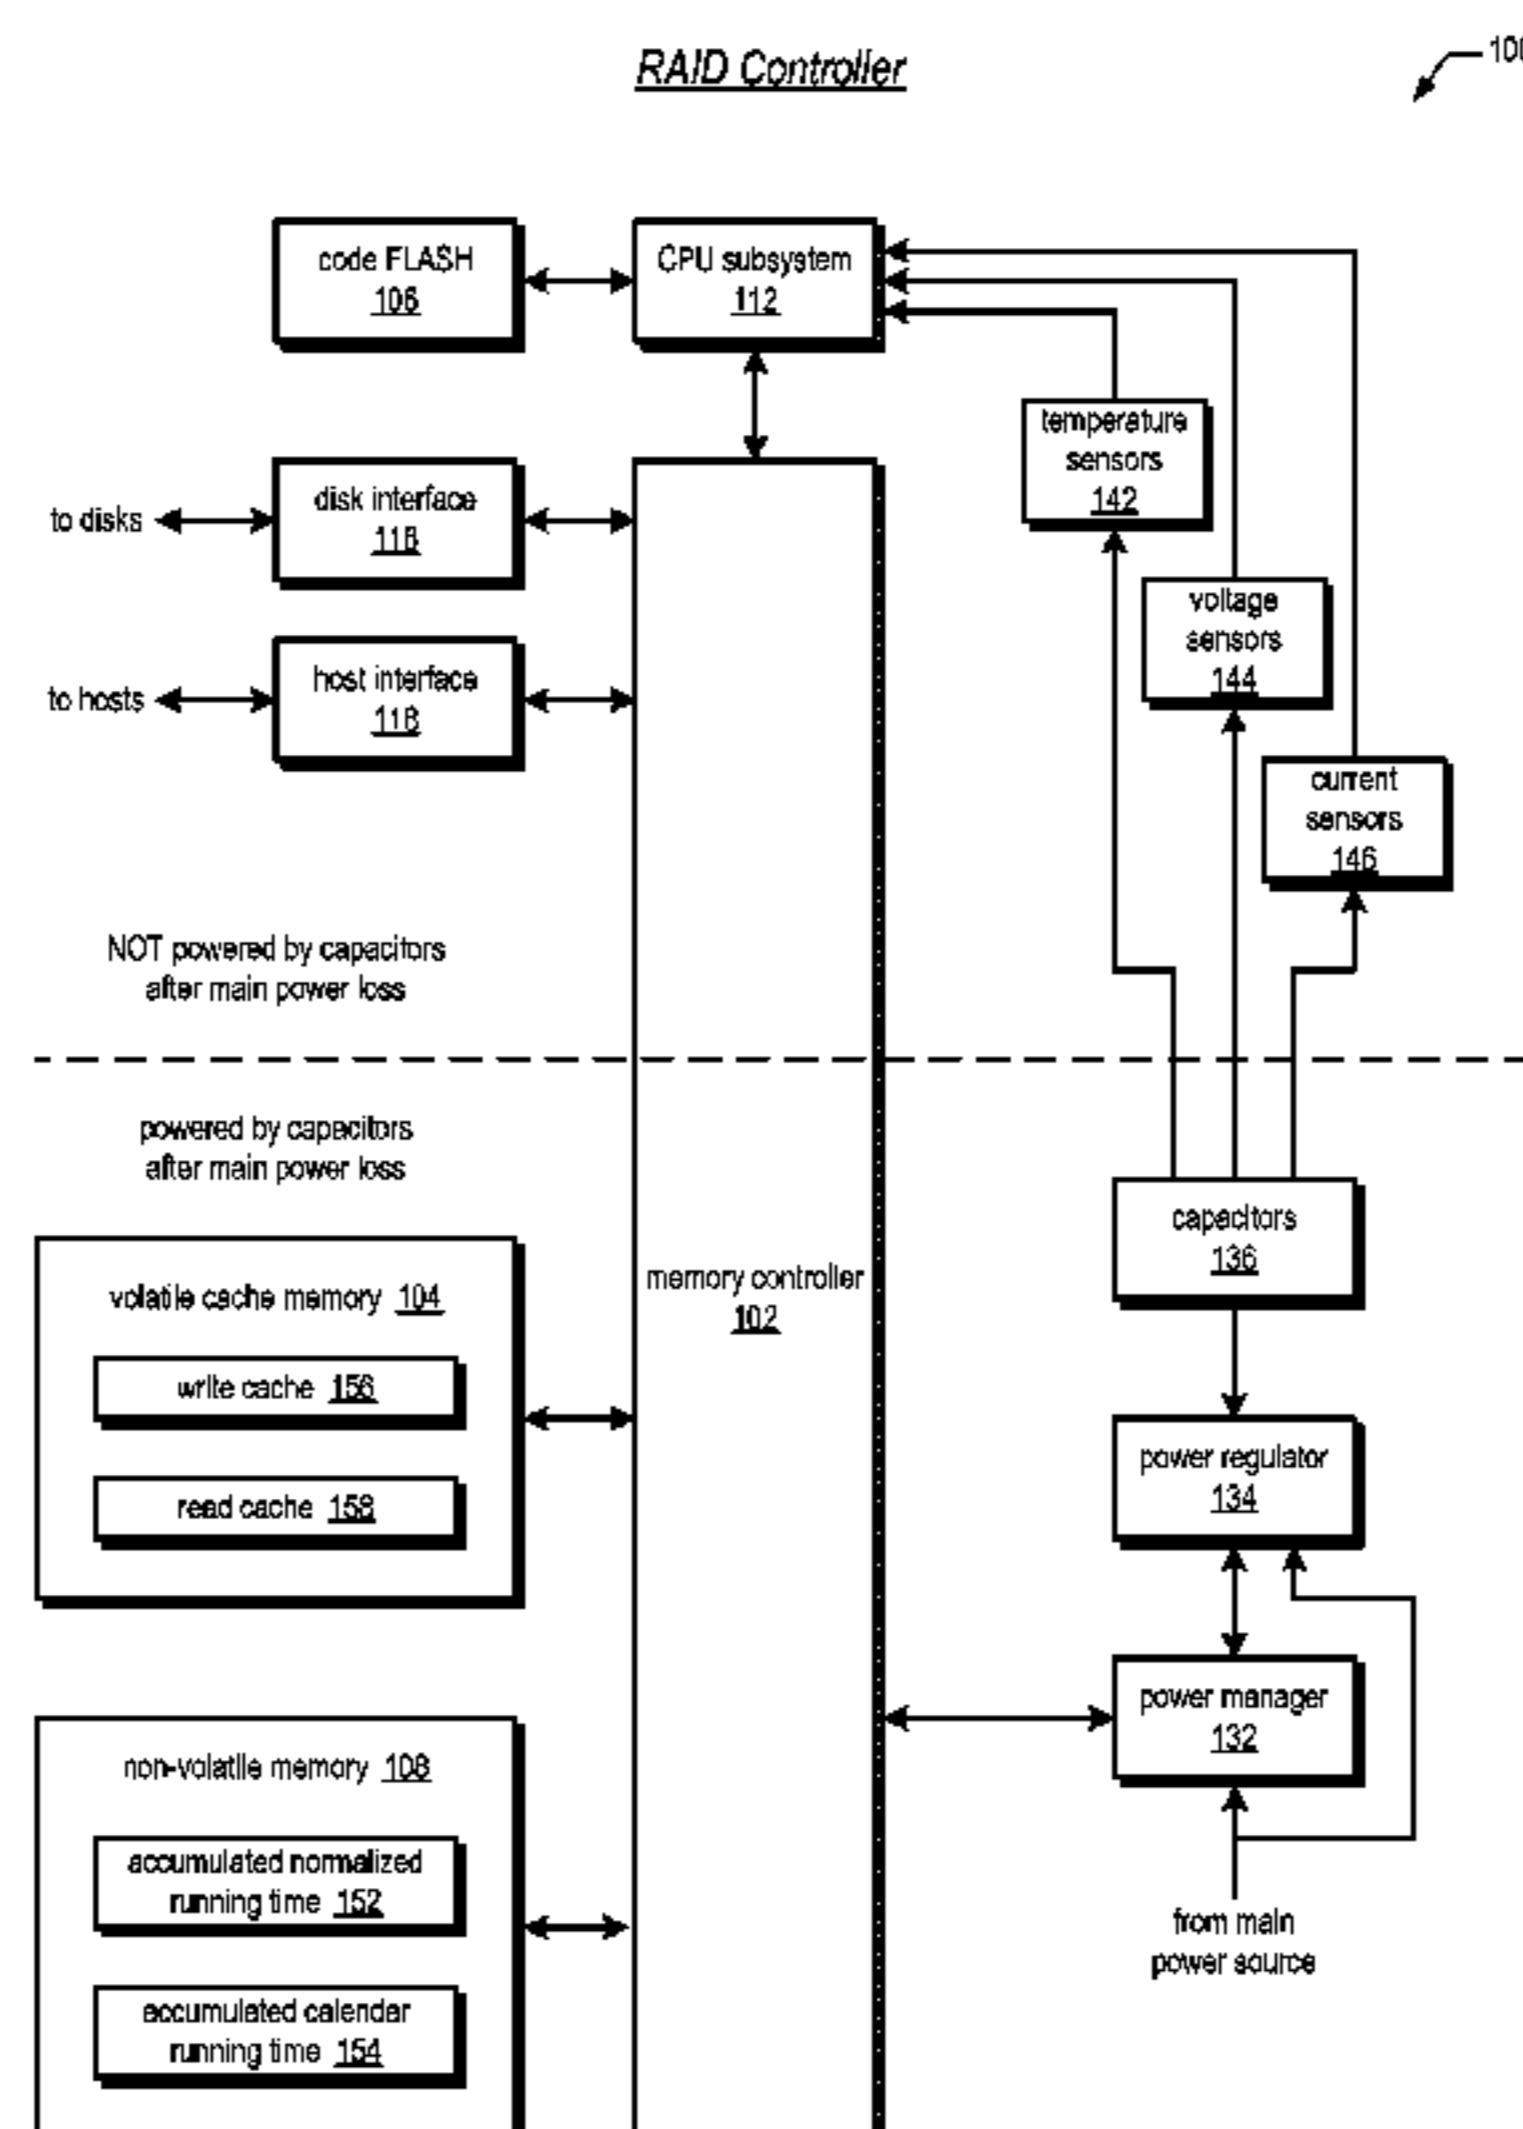 RAID Controller
100
code FLASH
106
CPU subsystem
112
temperature
sensors
142
to disks
disk interface
116
voltage
sensors
144
to hosts
host interface
118
current
sensors
146
NOT powered by capacitors
after main power loss
powered by capacitors
after main power loss
capacitors
136
volatile cache memory 104
write cache 156
read cache 158
memory controller
102
power regulator
134
power manager
132
non-volatile memory 108
accumulated normalized
running time 152
accumulated calendar
running time 154
from main
power source